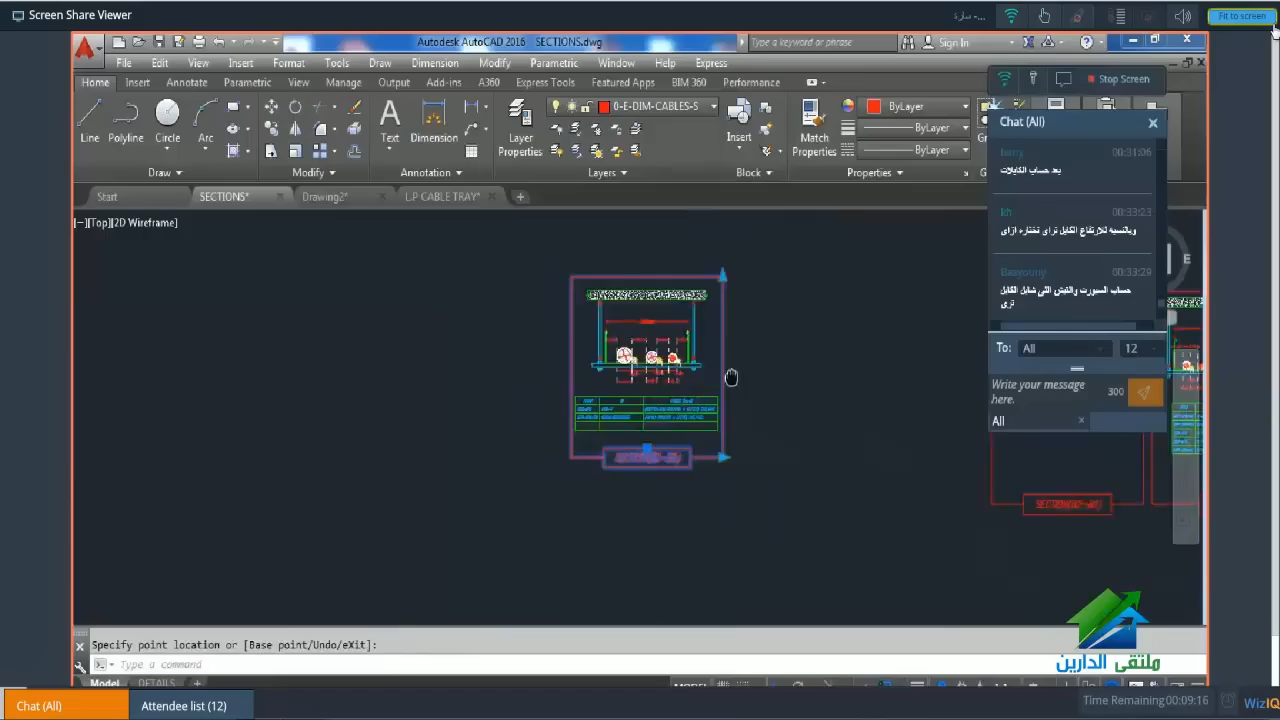 Screen Share Viewer
سارة -...
Fit to screen
Autodesk AutoCAD 2016 SECTIONS.dwg
Type a keyword or phrase
Sign In
File Edit View Insert Format Tools Draw Dimension Modify Parametric Window Help Express
Home Insert Annotate Parametric View Manage Output Add-ins A360 Express Tools Featured Apps BIM 360 Performance
Stop Screen
Line
Polyline
Circle
Arc
Text
Dimension
Layer
Properties
0-E-DIM-CABLES-S
Insert
Match
Properties
ByLayer
ByLayer
ByLayer
Draw
Modify
Annotation
Layers
Block
Properties
Start
SECTIONS*
Drawing2*
LP CABLE TRAY*
[−][Top][2D Wireframe]
E
Chat (All)
00:31:06
بعد حساب الكابلات
00:33:23
وبالنسبه للارتفاع الكابل تراى تختاره ازاى
Basyouny
00:33:29
حساب السبورت والتيش اللى شايل الكابل
ترى
To:
All
12
Write your message
here.
300
All
Specify point location or [Base point/Undo/eXit]:
Type a command
Model
DETAILS
MODEL
ملتقى الدارين
Chat (All)
Attendee list (12)
Time Remaining 00:09:16
WizIQ